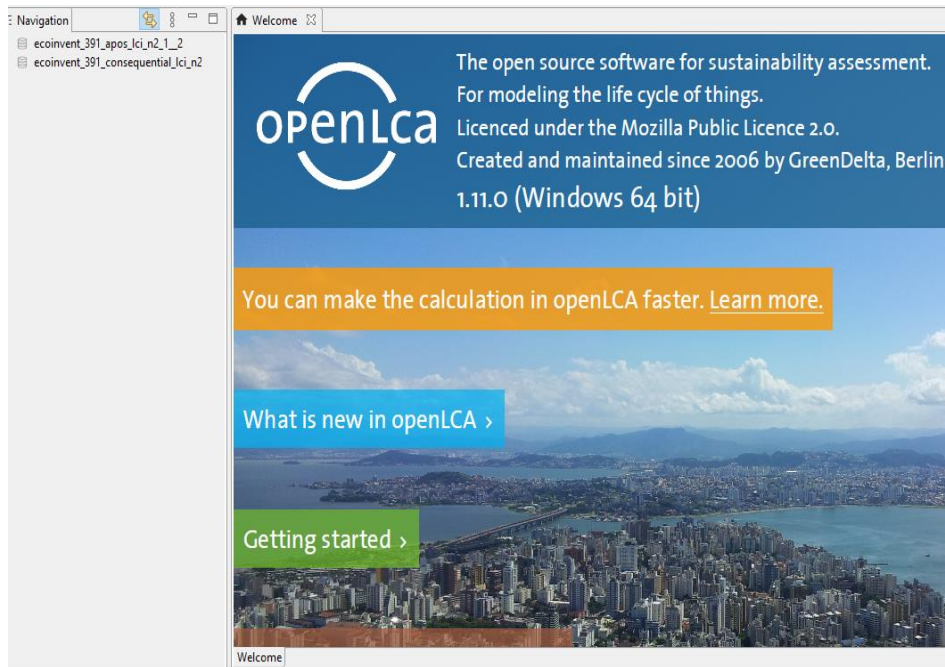 Navigation
Welcome
ecoinvent_391_apos_lci_n2_1__2
ecoinvent_391_consequential_lci_n2
openLCA
The open source software for sustainability assessment.
For modeling the life cycle of things.
Licenced under the Mozilla Public Licence 2.0.
Created and maintained since 2006 by GreenDelta, Berlin
1.11.0 (Windows 64 bit)
You can make the calculation in openLCA faster. Learn more.
What is new in openLCA ›
Getting started ›
Welcome